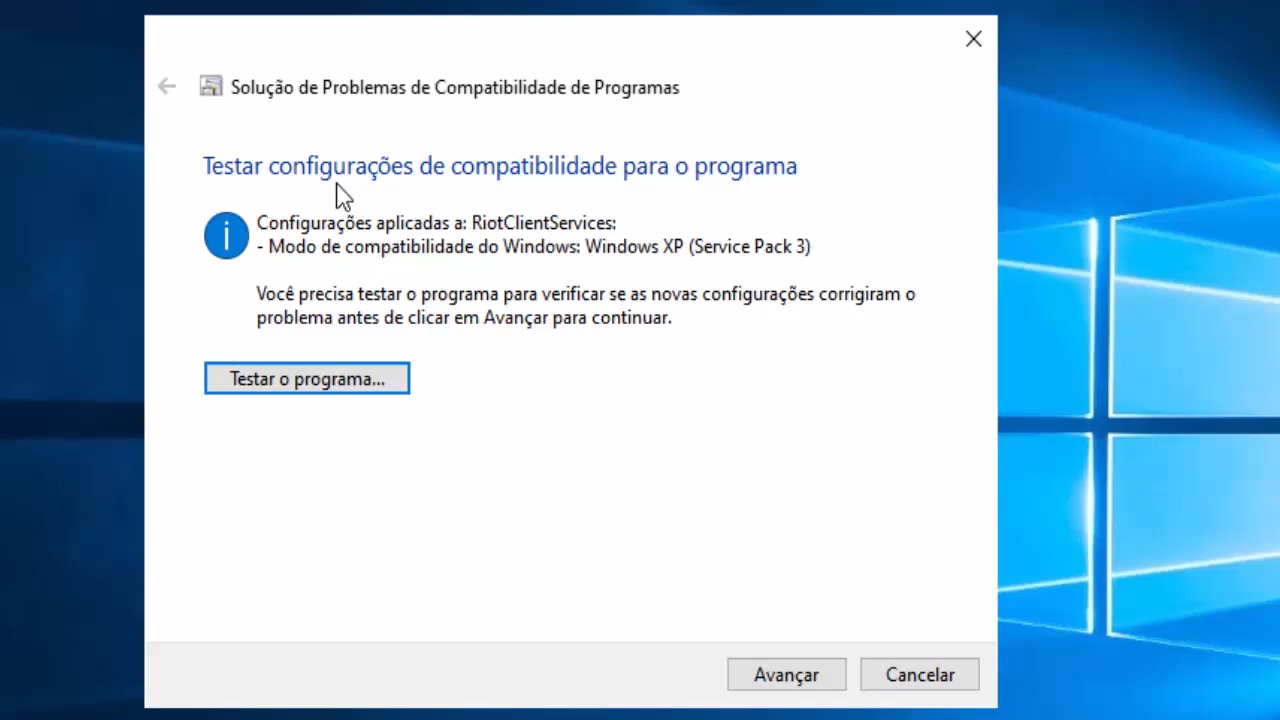 Solução de Problemas de Compatibilidade de Programas
Testar configurações de compatibilidade para o programa
Configurações aplicadas a: RiotClientServices:
- Modo de compatibilidade do Windows: Windows XP (Service Pack 3)
Você precisa testar o programa para verificar se as novas configurações corrigiram o
problema antes de clicar em Avançar para continuar.
Testar o programa...
Avançar
Cancelar